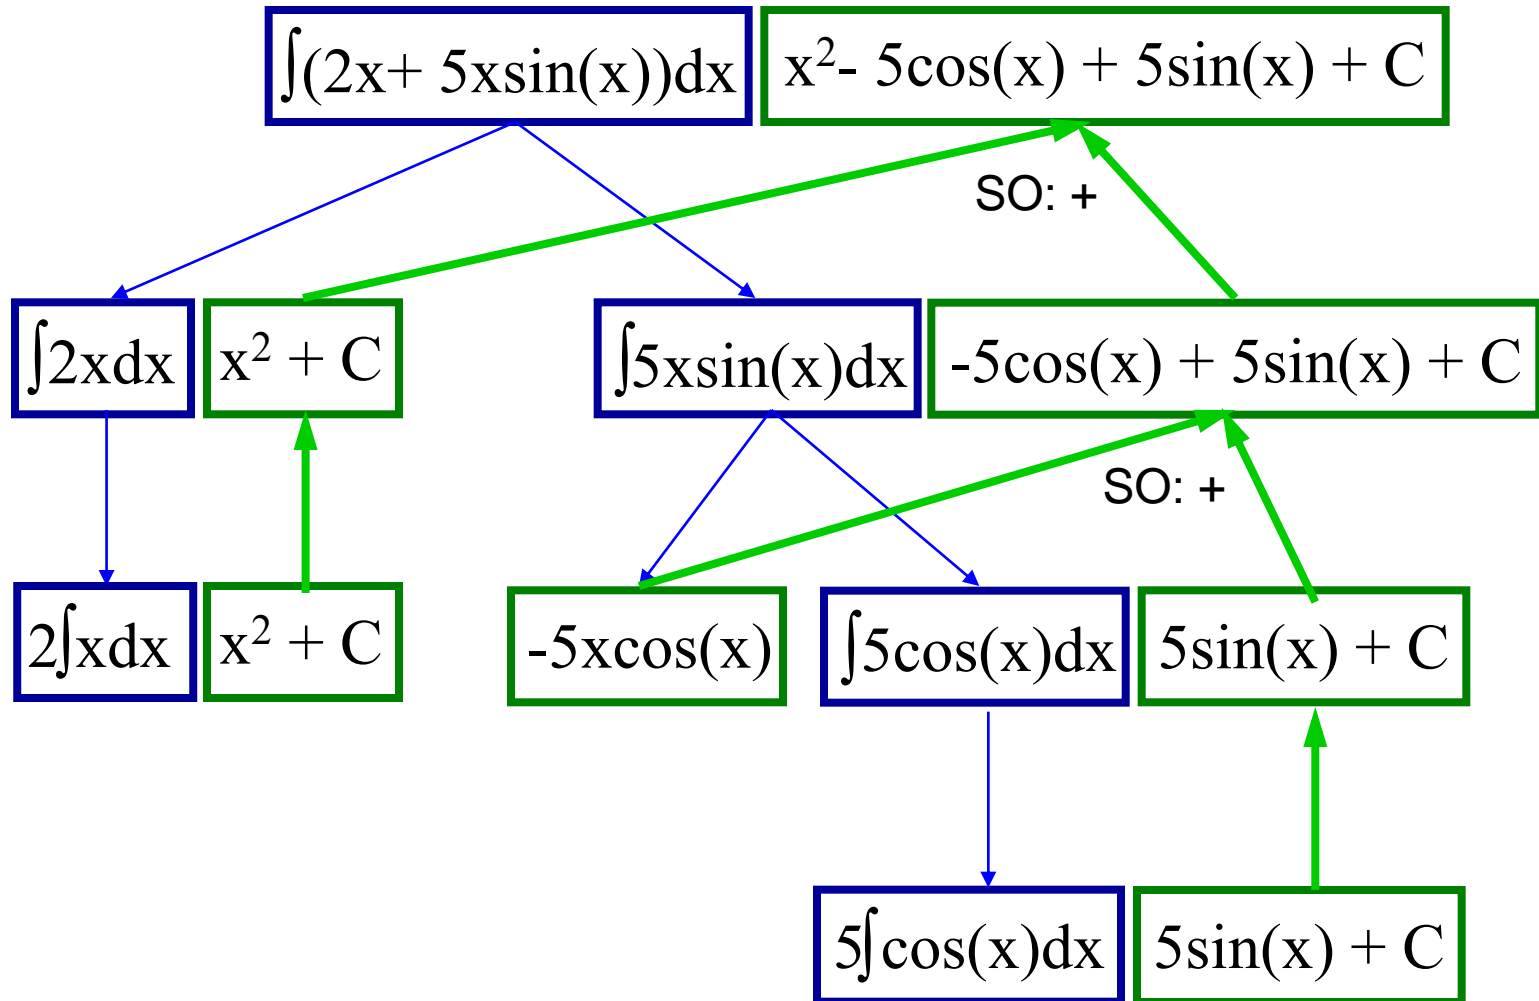 ∫(2x+ 5xsin(x))dx
x²- 5cos(x) + 5sin(x) + C
SO: +
∫2xdx
x² + C
∫5xsin(x)dx
-5cos(x) + 5sin(x) + C
SO: +
2∫xdx
x² + C
-5xcos(x)
∫5cos(x)dx
5sin(x) + C
5∫cos(x)dx
5sin(x) + C